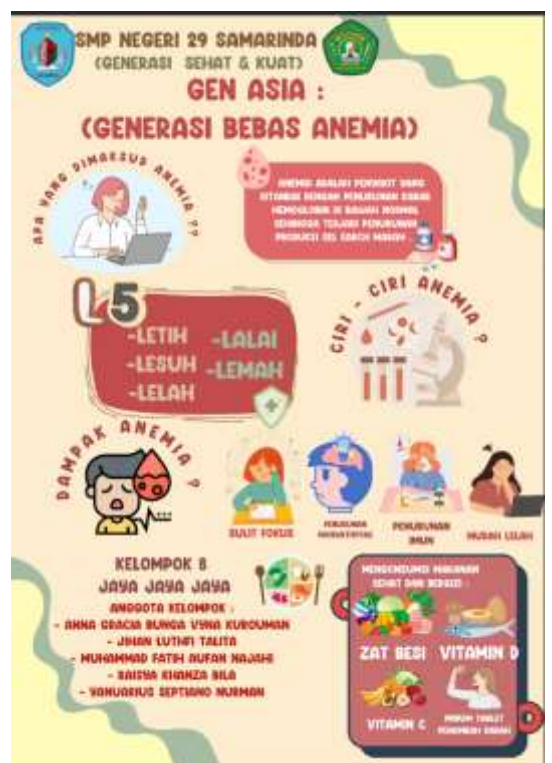 SMP NEGERI 29 SAMARINDA
(GENERASI SEHAT & KUAT)
GEN ASIA :
(GENERASI BEBAS ANEMIA)
APA YANG DIMAKSUD ANEMIA ??
ANEMIA ADALAH PENYAKIT YANG
DITANDAI DENGAN PENURUNAN KADAR
HEMOGLOBIN DI BAWAH NORMAL
SEHINGGA TERJADI PENURUNAN
PRODUKSI SEL DARAH MERAH
L5
-LETIH
-LESUH
-LELAH
-LALAI
-LEMAH
CIRI - CIRI ANEMIA ?
DAMPAK ANEMIA ?
SULIT FOKUS
PENURUNAN
PENURUNAN
IMUN
MUDAH LELAH
KELOMPOK 8
JAYA JAYA JAYA
ANGGOTA KELOMPOK :
- ANNA GRACIA BUNGA VYNA KUROUMAN
- JIHAN LUTHFI TALITA
- MUHAMMAD FATIH AUFAN NAJAHI
- RAISYA KHANZA BILA
- YANUARIUS SEPTIANO NURMAN
MENGONSUMSI MAKANAN
SEHAT DAN BERGIZI :
ZAT BESI
VITAMIN D
VITAMIN C
MINUM TABLET
PENAMBAH DARAH